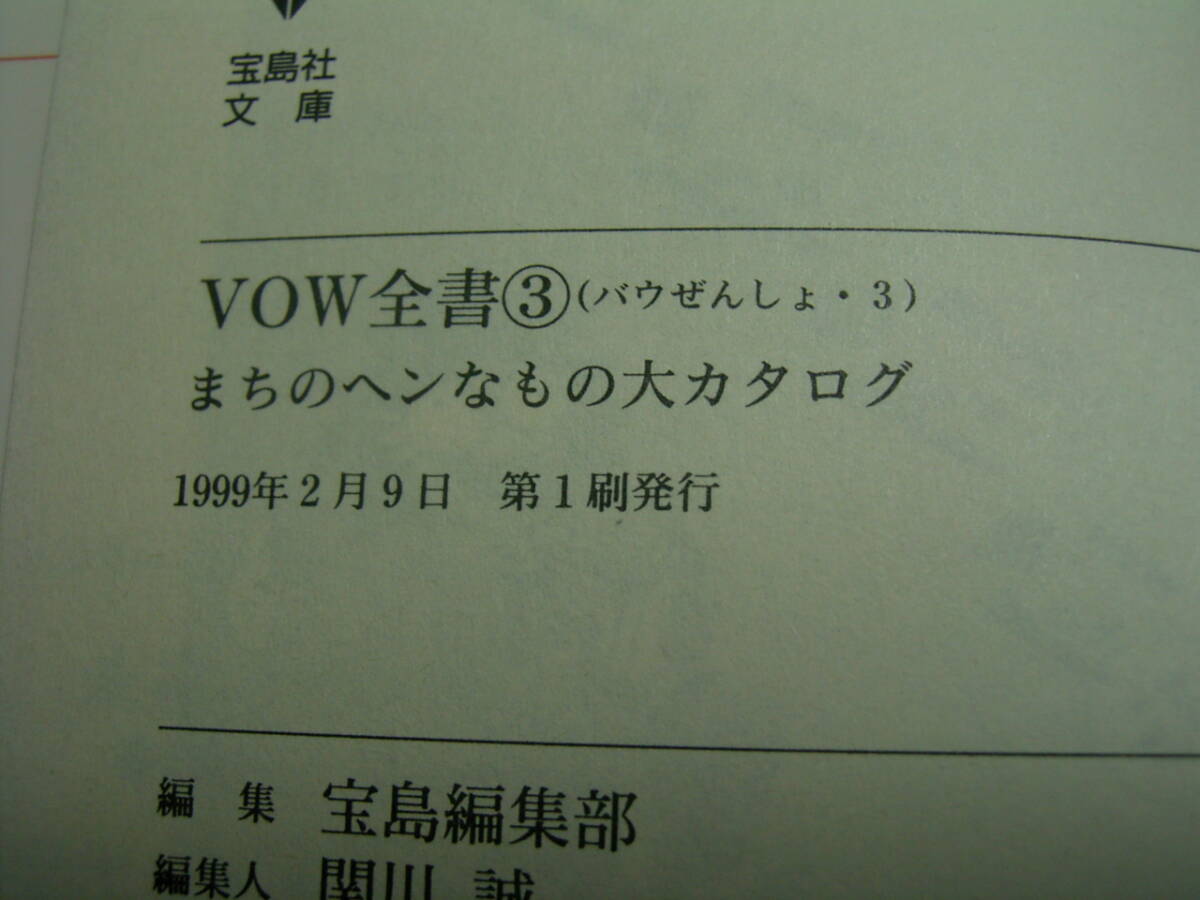 宝島社
文 庫
VOW全書③(バウぜんしょ・3)
まちのヘンなもの大カタログ
1999年2月9日 第1刷発行
編 集 宝島編集部
編集人 関川 誠